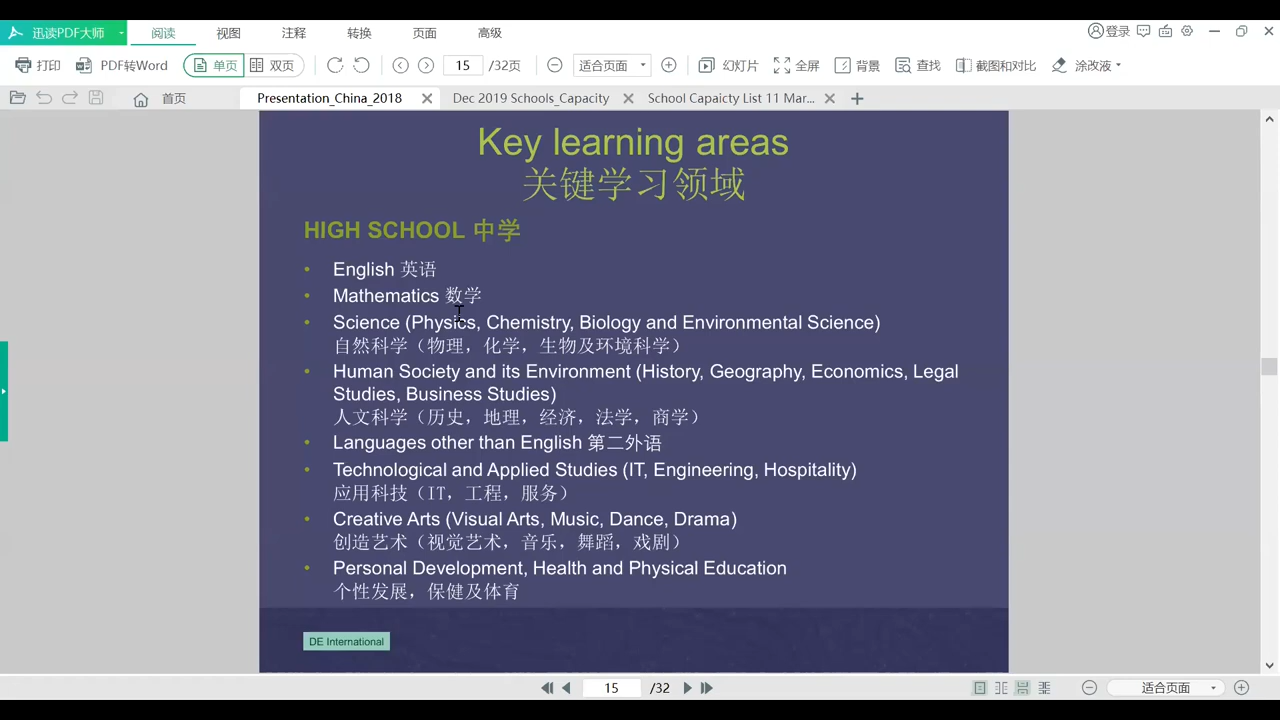 迅读PDF大师 阅读 视图 注释 转换 页面 高级 登录
打印 PDF转Word 单页 双页 15 /32页 适合页面 幻灯片 全屏 背景 查找 截图和对比 涂改液
首页 Presentation_China_2018 Dec 2019 Schools_Capacity School Capaicty List 11 Mar...
Key learning areas
关键学习领域
HIGH SCHOOL 中学
• English 英语
• Mathematics 数学
• Science (Physics, Chemistry, Biology and Environmental Science)
自然科学（物理，化学，生物及环境科学）
• Human Society and its Environment (History, Geography, Economics, Legal
Studies, Business Studies)
人文科学（历史，地理，经济，法学，商学）
• Languages other than English 第二外语
• Technological and Applied Studies (IT, Engineering, Hospitality)
应用科技（IT，工程，服务）
• Creative Arts (Visual Arts, Music, Dance, Drama)
创造艺术（视觉艺术，音乐，舞蹈，戏剧）
• Personal Development, Health and Physical Education
个性发展，保健及体育
DE International
15 /32 适合页面